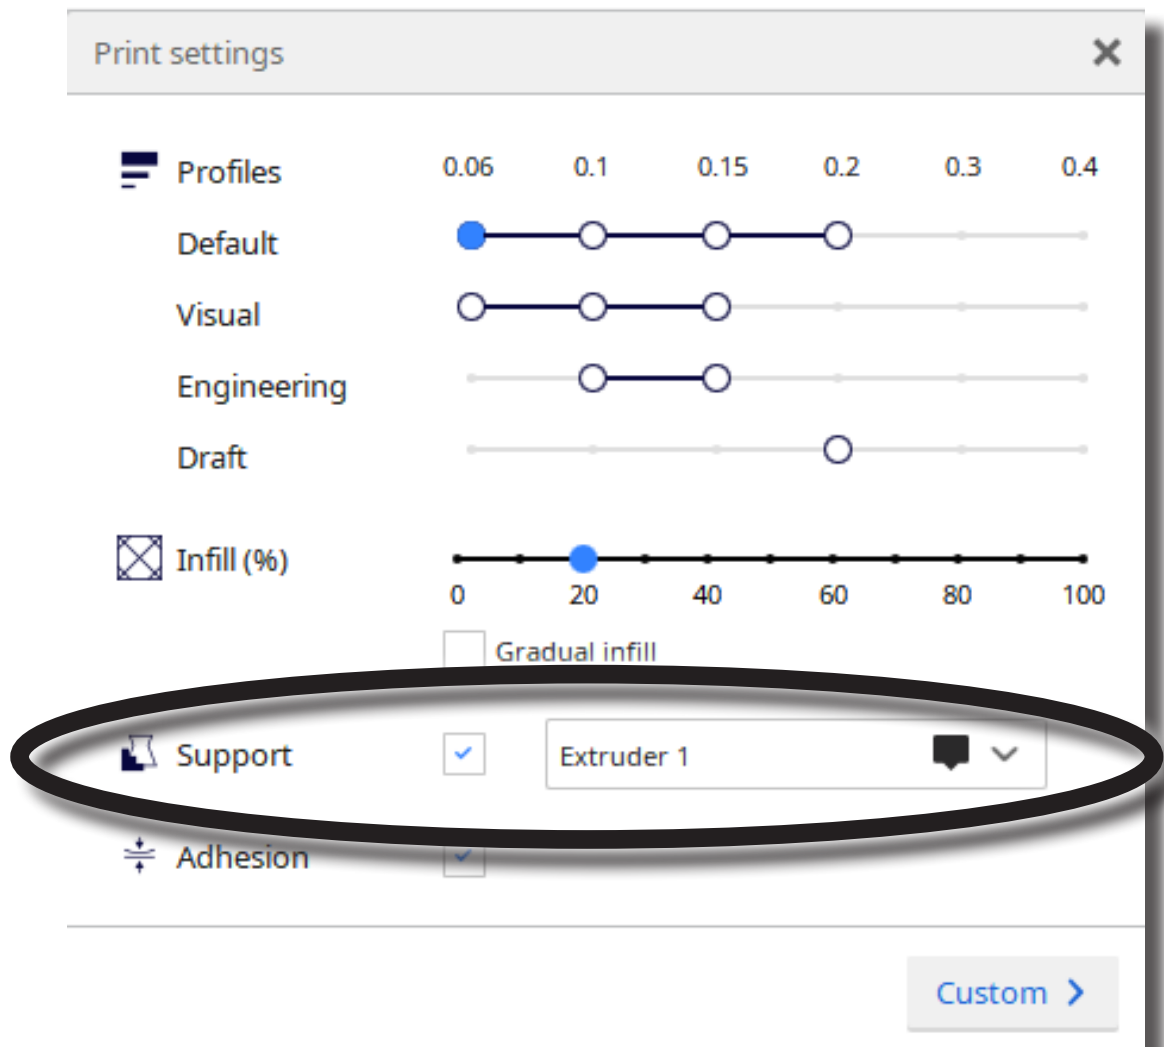 Print settings
Profiles 0.06 0.1 0.15 0.2 0.3 0.4
Default
Visual
Engineering
Draft
Infill (%)
0 20 40 60 80 100
Gradual infill
Support Extruder 1
Adhesion
Custom